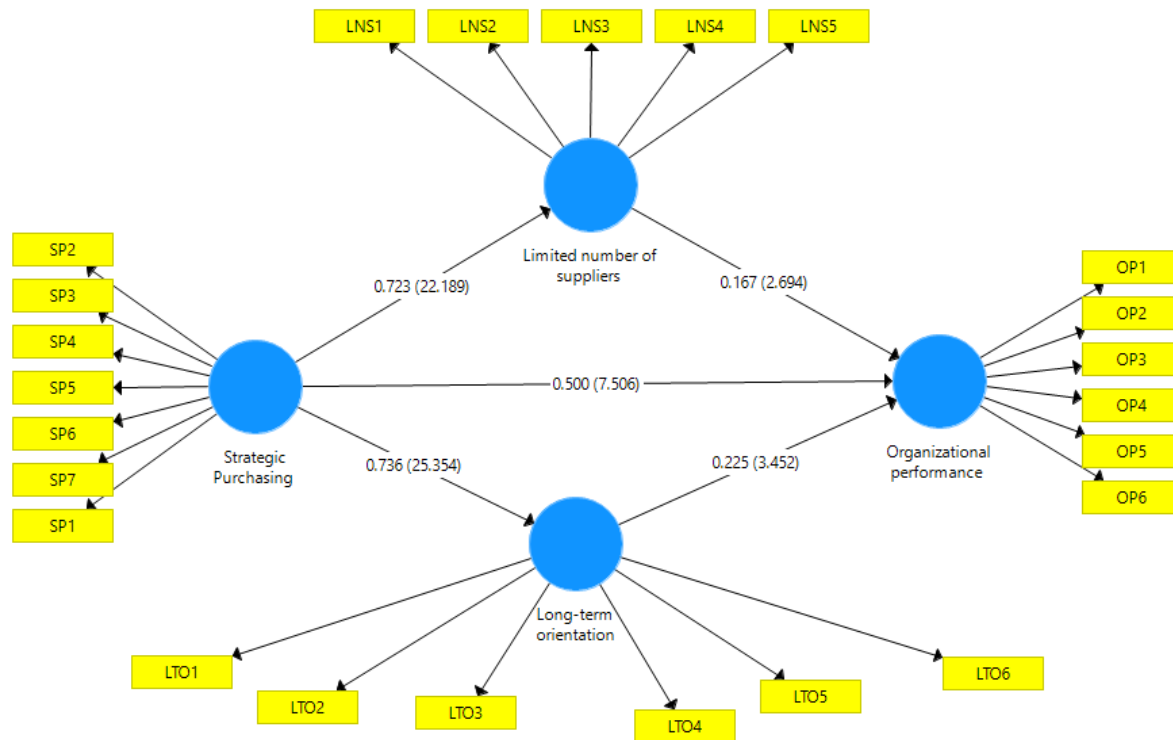 LNS1
LNS2
LNS3
LNS4
LNS5
Limited number of
suppliers
SP2
SP3
SP4
SP5
SP6
SP7
SP1
Strategic
Purchasing
0.723 (22.189)
0.167 (2.694)
0.500 (7.506)
0.736 (25.354)
0.225 (3.452)
OP1
OP2
OP3
OP4
OP5
OP6
Organizational
performance
Long-term
orientation
LTO1
LTO2
LTO3
LTO4
LTO5
LTO6